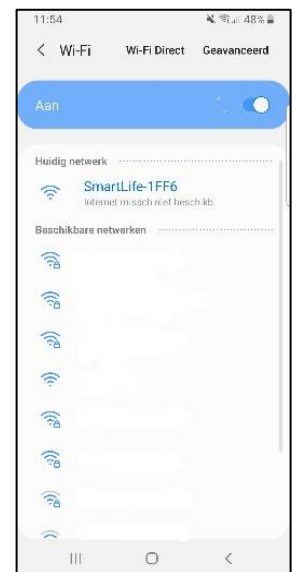 11:54 48%
< Wi-Fi Wi-Fi Direct Geavanceerd
Aan
Huidig netwerk
SmartLife-1FF6
Internet missch niet beschikb.
Beschikbare netwerken